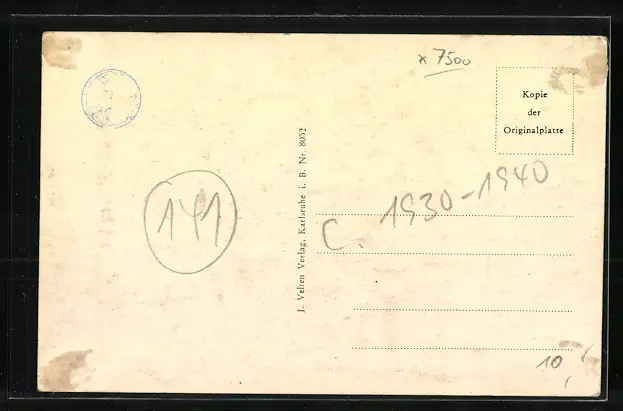 x 7500
Kopie
der
Originalplatte
141
J. Velten Verlag, Karlsruhe i. B. Nr. 8052
C. 1930-1940
10,